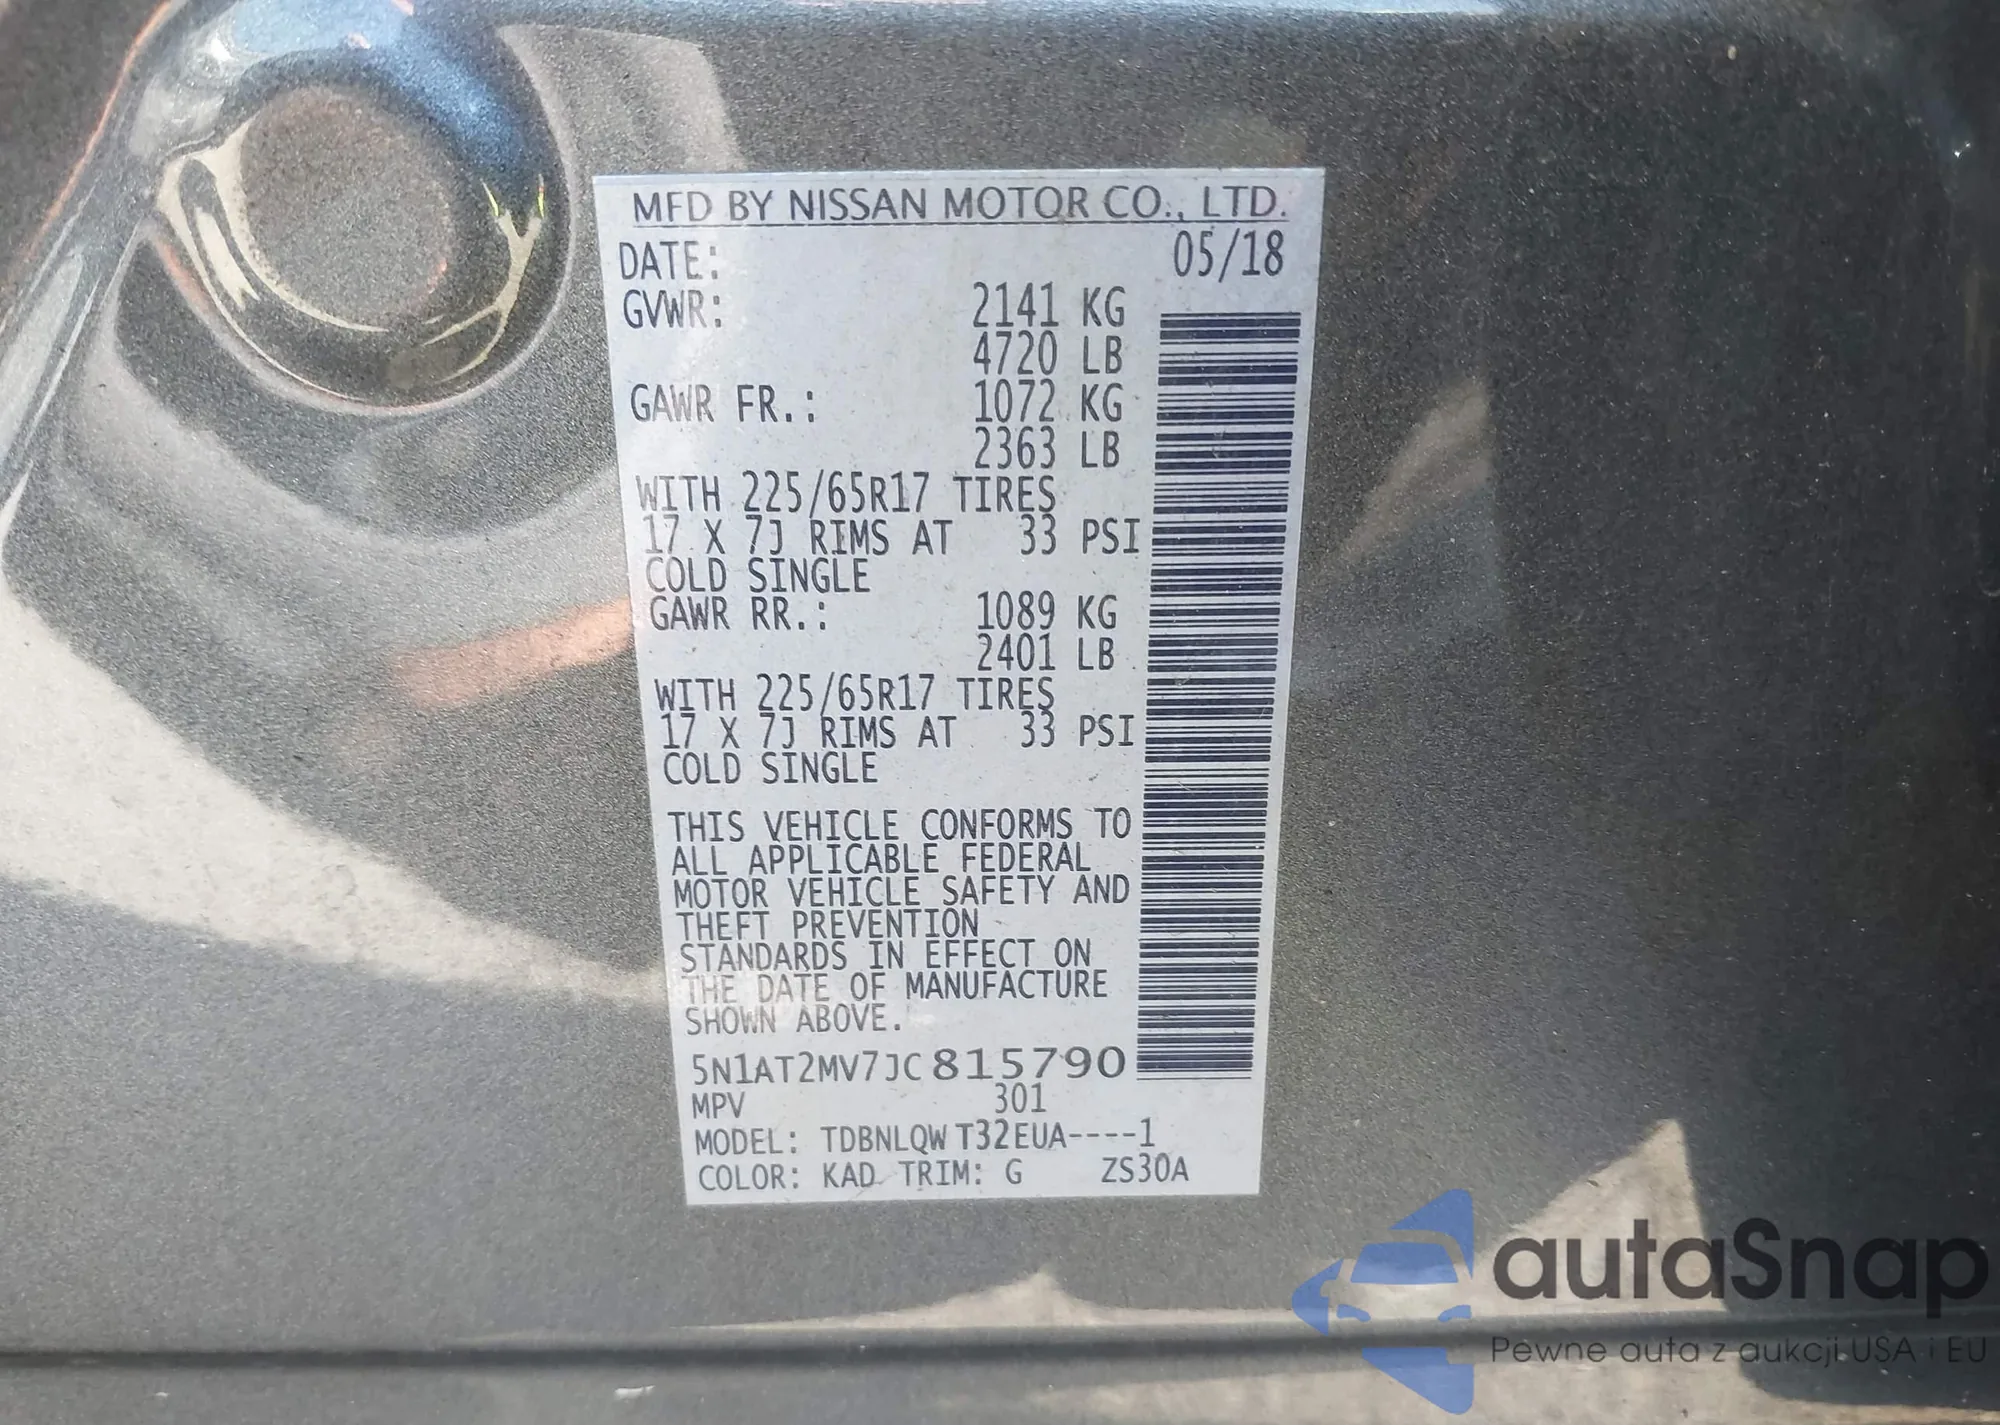 MFD BY NISSAN MOTOR CO., LTD.
DATE: 05/18
GVWR: 2141 KG
4720 LB
GAWR FR.: 1072 KG
2363 LB
WITH 225/65R17 TIRES
17 X 7J RIMS AT 33 PSI
COLD SINGLE
GAWR RR.: 1089 KG
2401 LB
WITH 225/65R17 TIRES
17 X 7J RIMS AT 33 PSI
COLD SINGLE
THIS VEHICLE CONFORMS TO
ALL APPLICABLE FEDERAL
MOTOR VEHICLE SAFETY AND
THEFT PREVENTION
STANDARDS IN EFFECT ON
THE DATE OF MANUFACTURE
SHOWN ABOVE.
5N1AT2MV7JC815790
MPV 301
MODEL: TDBNLQW T32EUA----1
COLOR: KAD TRIM: G ZS30A
autaSnap
Pewne auta z aukcji USA i EU